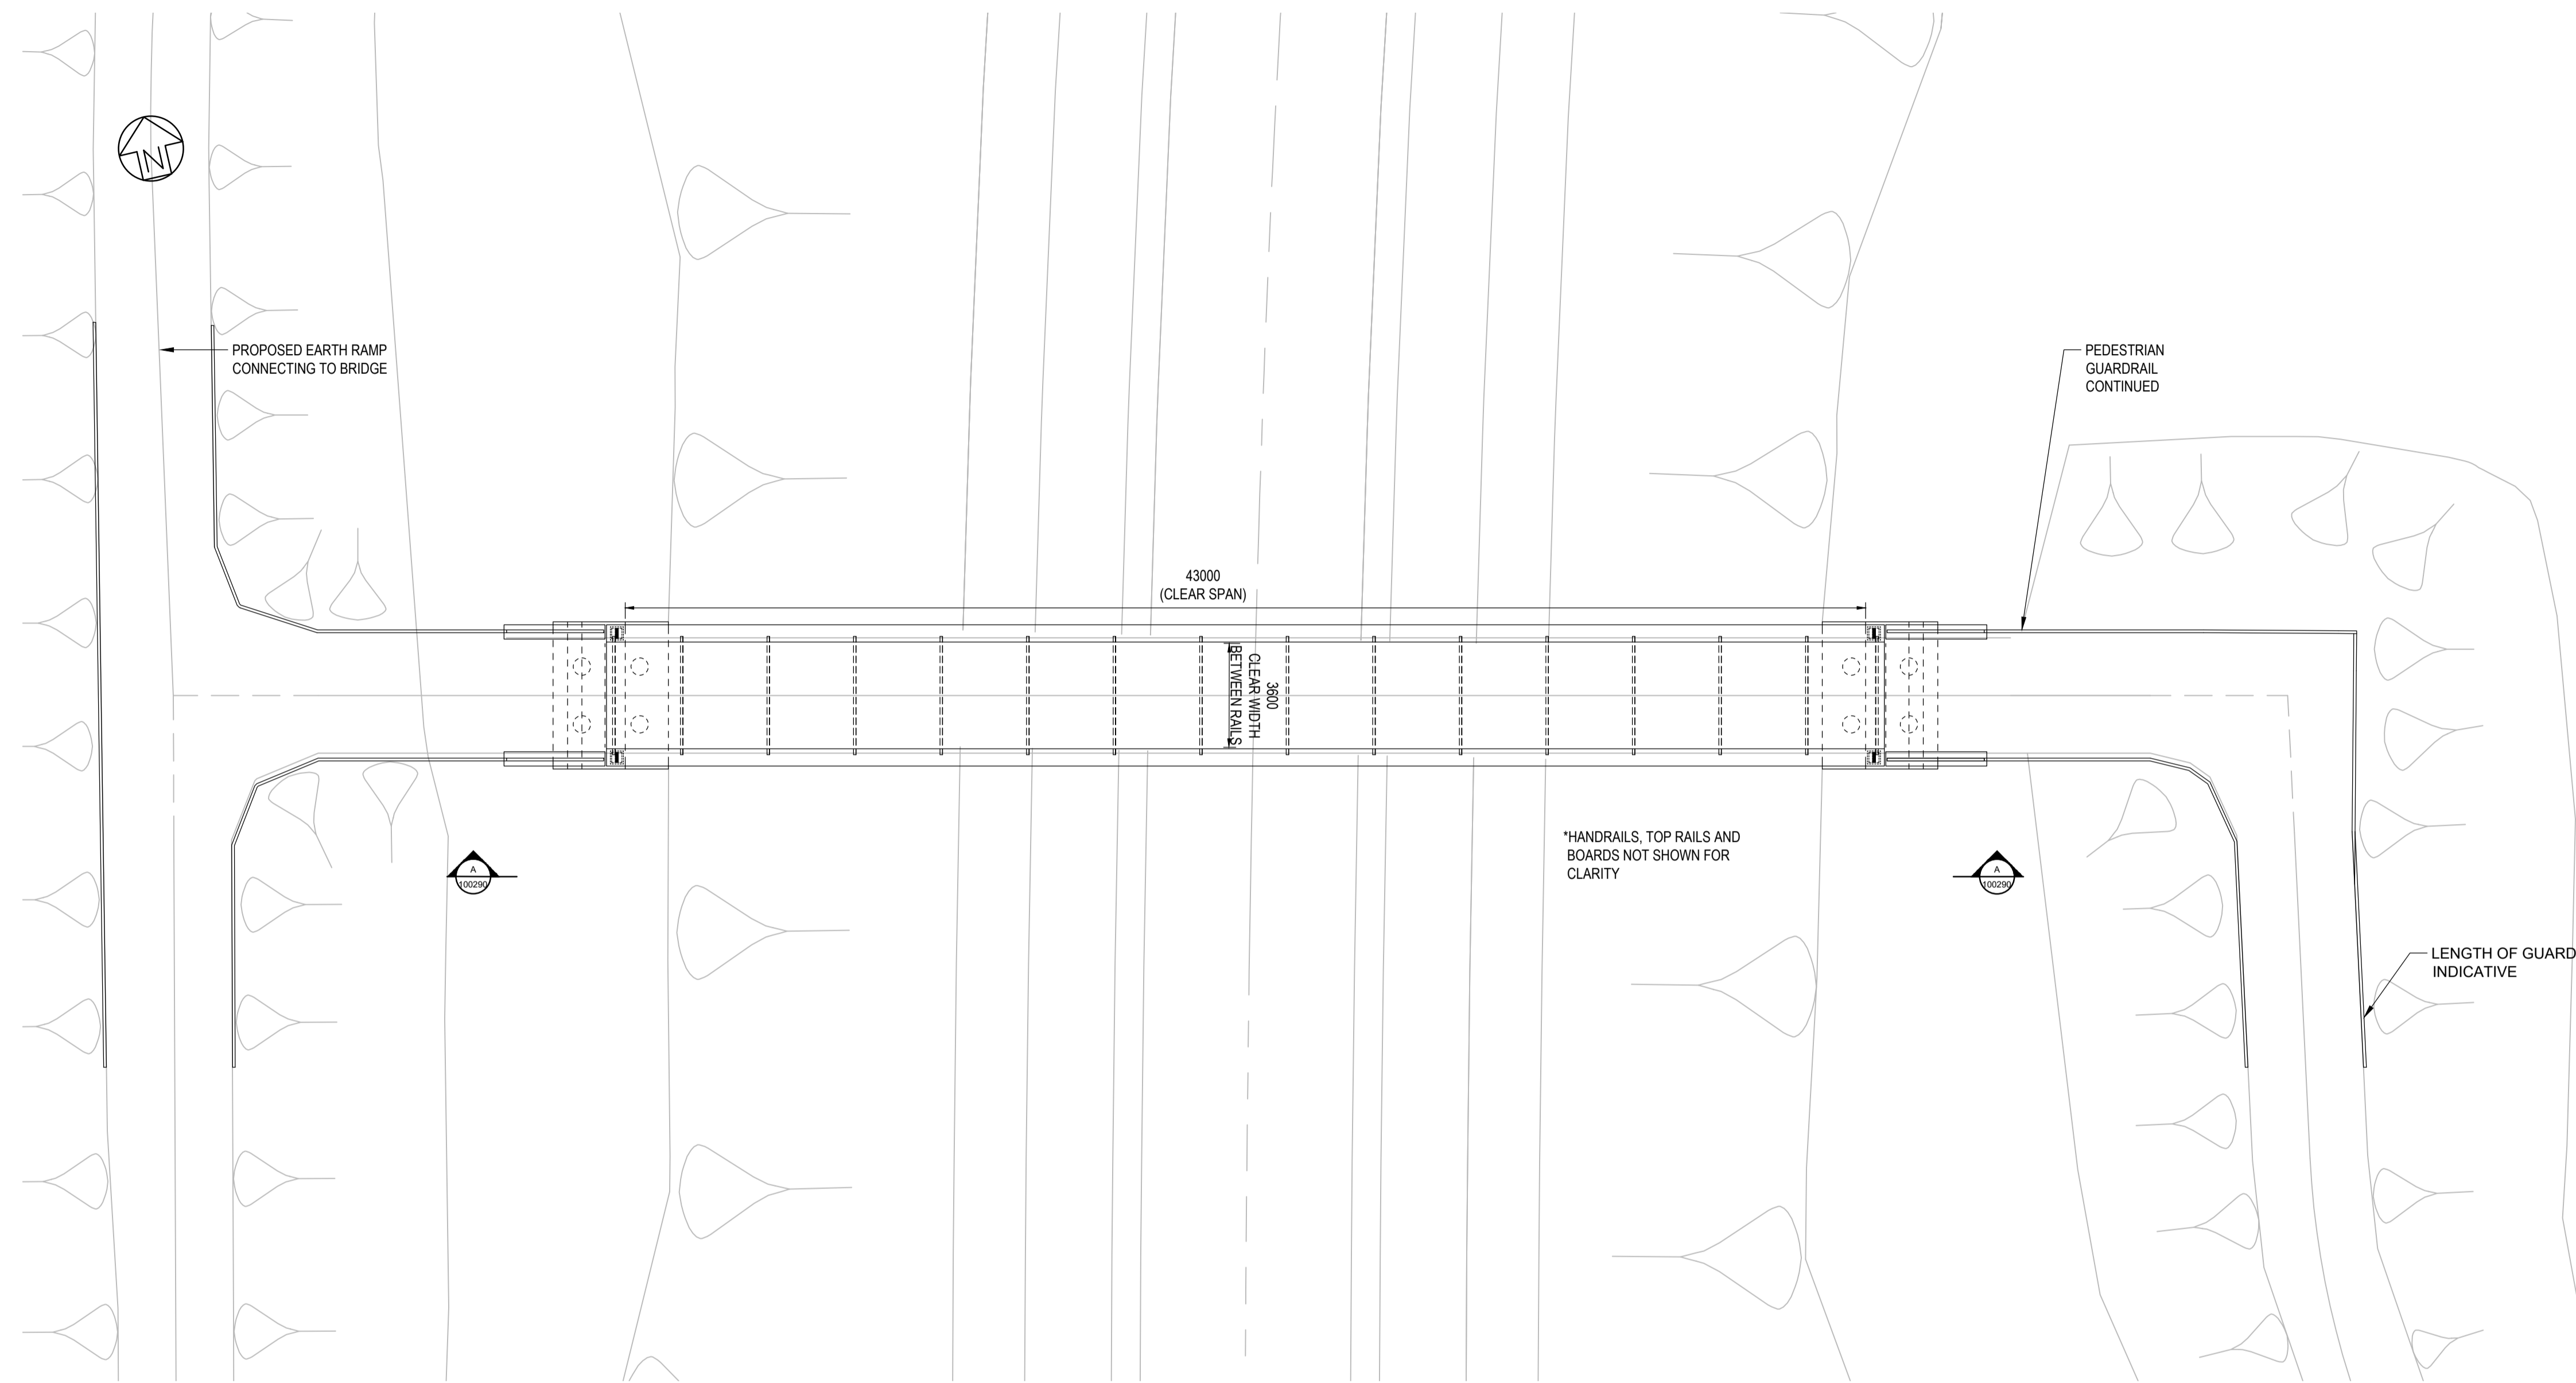 N
PROPOSED EARTH RAMP
CONNECTING TO BRIDGE
PEDESTRIAN
GUARDRAIL
CONTINUED
43000
(CLEAR SPAN)
3600
CLEAR WIDTH
BETWEEN RAILS
*HANDRAILS, TOP RAILS AND
BOARDS NOT SHOWN FOR
CLARITY
A
100290
A
100290
LENGTH OF GUARD
INDICATIVE